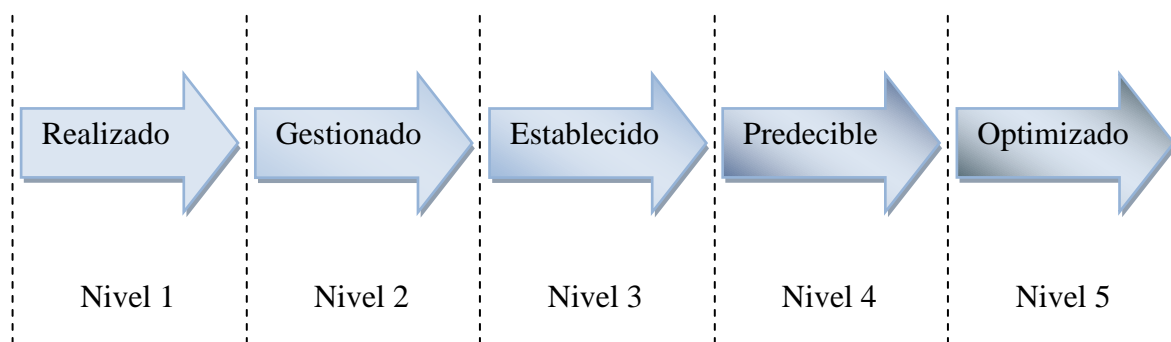 Realizado Gestionado Establecido Predecible Optimizado
Nivel 1 Nivel 2 Nivel 3 Nivel 4 Nivel 5